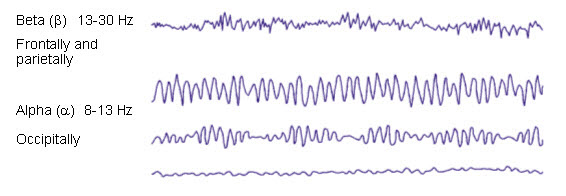 Beta (β)   13-30 Hz
Frontally and
parietally
Alpha (α)   8-13 Hz
Occipitally